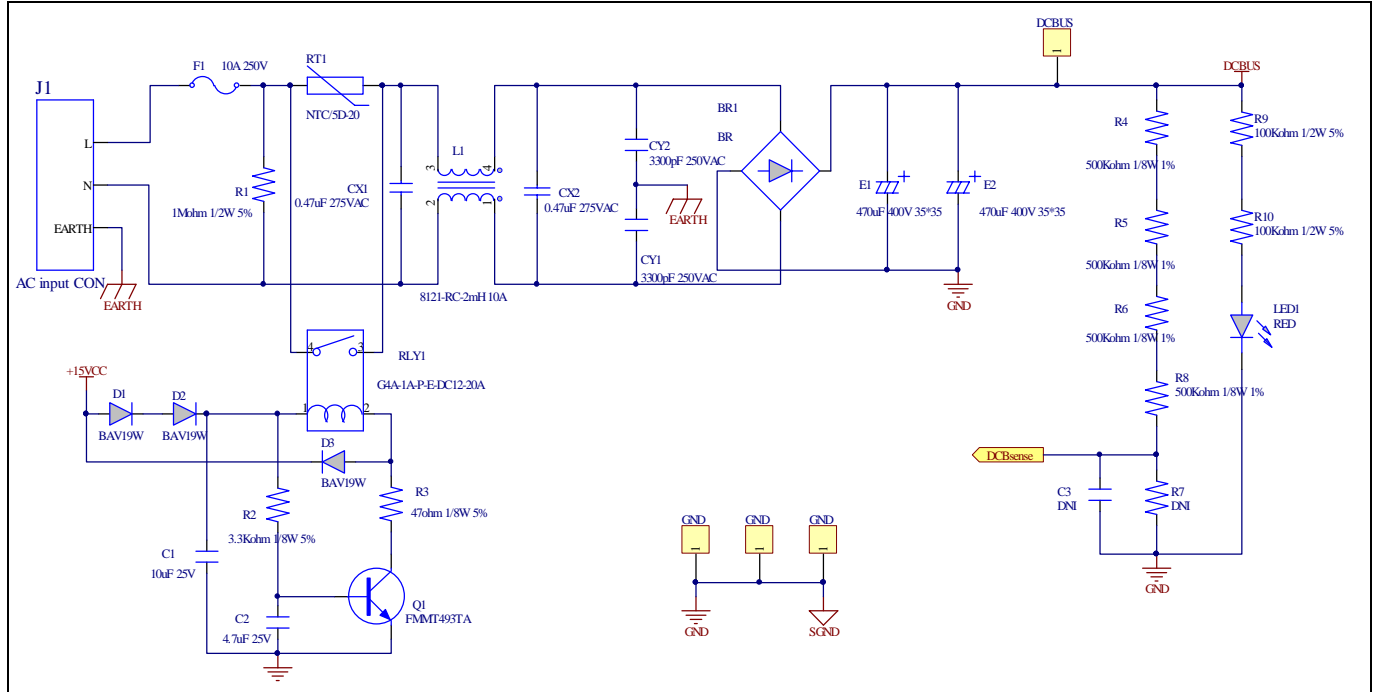 DCBUS
1
F1 10A 250V
RT1
NTC/5D-20
DCBUS
J1
L
N
EARTH
AC input CON
EARTH
R1
1Mohm 1/2W 5%
CX1
0.47uF 275VAC
L1
3
4
2
1
8121-RC-2mH 10A
CX2
0.47uF 275VAC
CY2
3300pF 250VAC
EARTH
CY1
3300pF 250VAC
BR1
BR
E1
470uF 400V 35*35
E2
470uF 400V 35*35
GND
R4
500Kohm 1/8W 1%
R5
500Kohm 1/8W 1%
R6
500Kohm 1/8W 1%
R8
500Kohm 1/8W 1%
R9
100Kohm 1/2W 5%
R10
100Kohm 1/2W 5%
LED1
RED
4
3
RLY1
G4A-1A-P-E-DC12-20A
1
2
+15VCC
D1
BAV19W
D2
BAV19W
D3
BAV19W
R2
3.3Kohm 1/8W 5%
R3
47ohm 1/8W 5%
C1
10uF 25V
C2
4.7uF 25V
Q1
FMMT493TA
DCBsense
C3
DNI
R7
DNI
GND
GND
1
GND
1
GND
1
GND
SGND